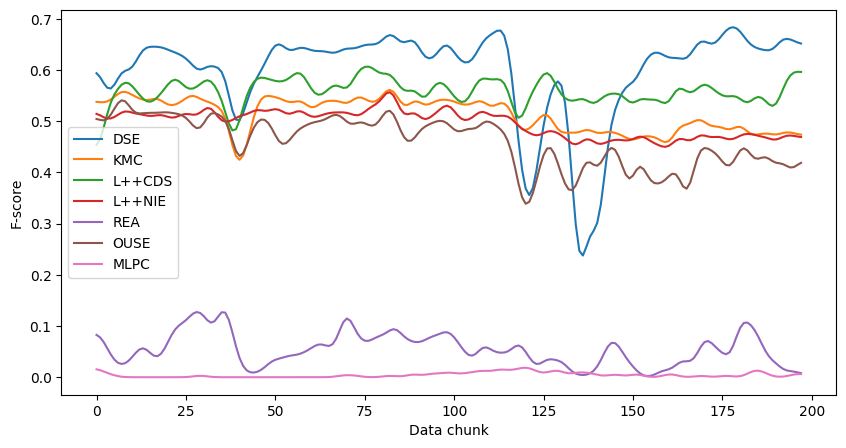 0.7
0.6
0.5
0.4
0.3
0.2
0.1
0.0
F-score
DSE
KMC
L++CDS
L++NIE
REA
OUSE
MLPC
0 25 50 75 100 125 150 175 200
Data chunk